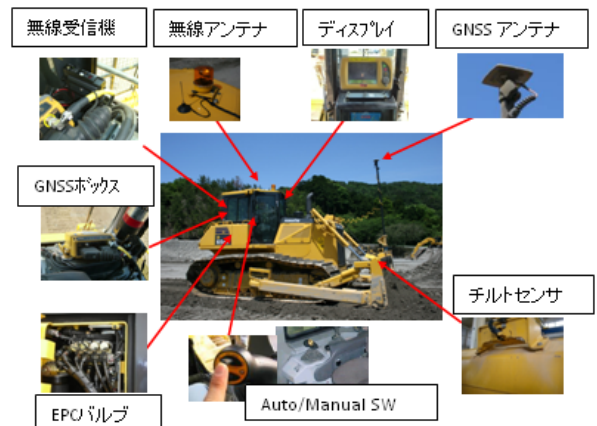 無線受信機
無線アンテナ
ディスプレイ
GNSS アンテナ
GNSSボックス
チルトセンサ
EPCバルブ
Auto/Manual SW